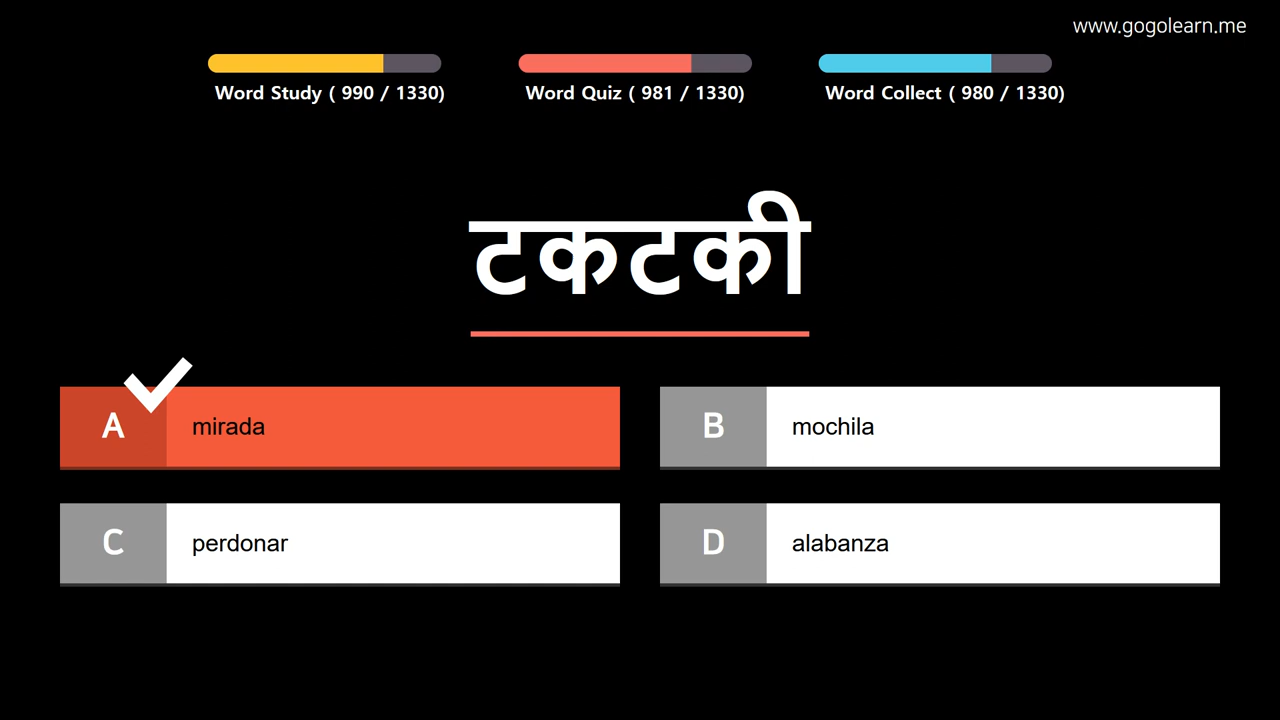 www.gogolearn.me
Word Study ( 990 / 1330)
Word Quiz ( 981 / 1330)
Word Collect ( 980 / 1330)
टकटकी
A mirada
B mochila
C perdonar
D alabanza